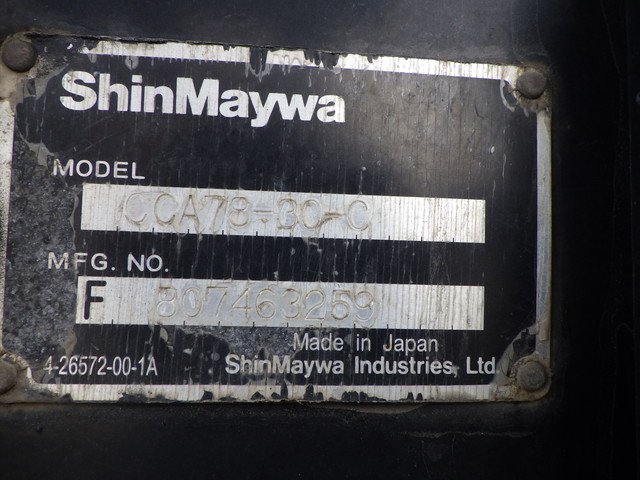 ShinMaywa
MODEL
CCA78-30-C
MFG. NO.
F 807463259
Made in Japan
4-26572-00-1A ShinMaywa Industries, Ltd